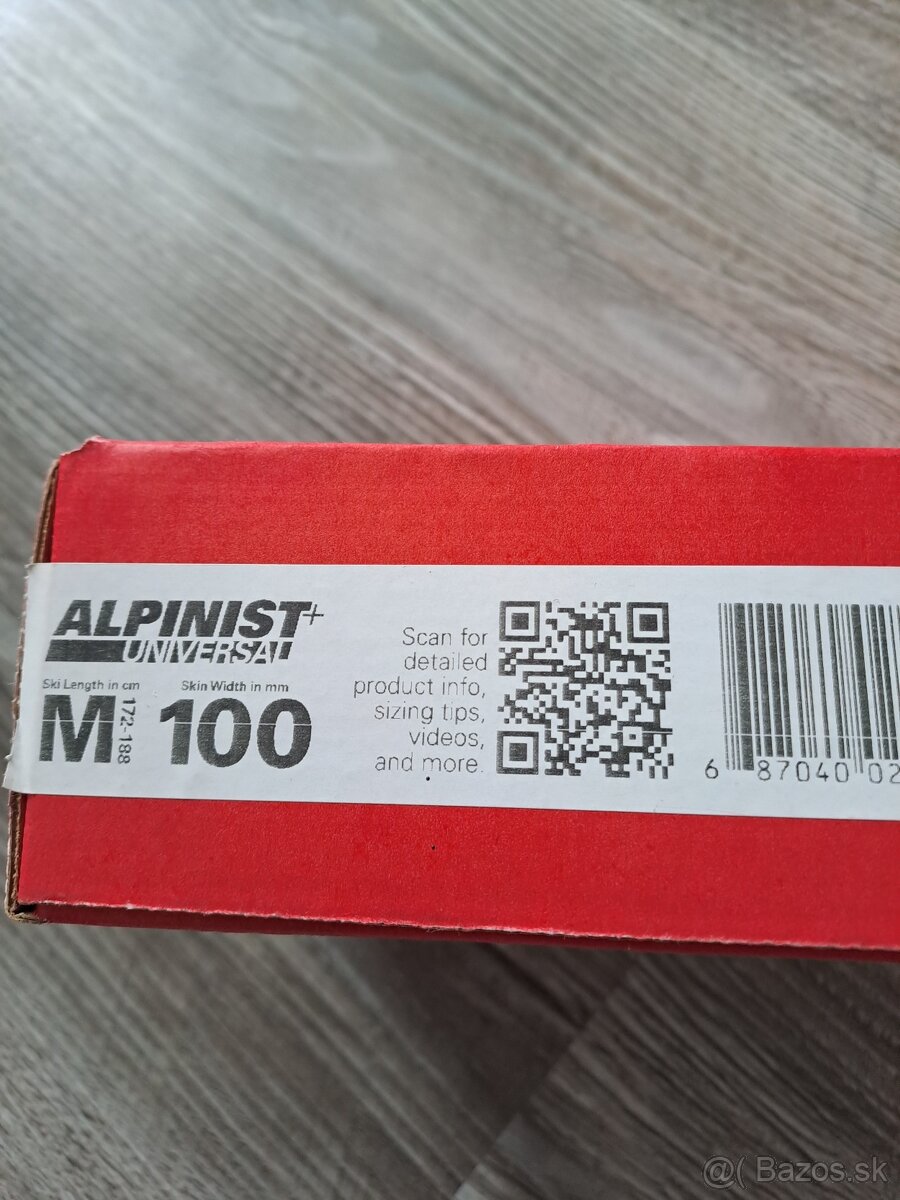 ALPINIST+
UNIVERSAL
Ski Length in cm
M 172-188
Skin Width in mm
100
Scan for
detailed
product info,
sizing tips,
videos,
and more.
6 87040 02
@( Bazos.sk